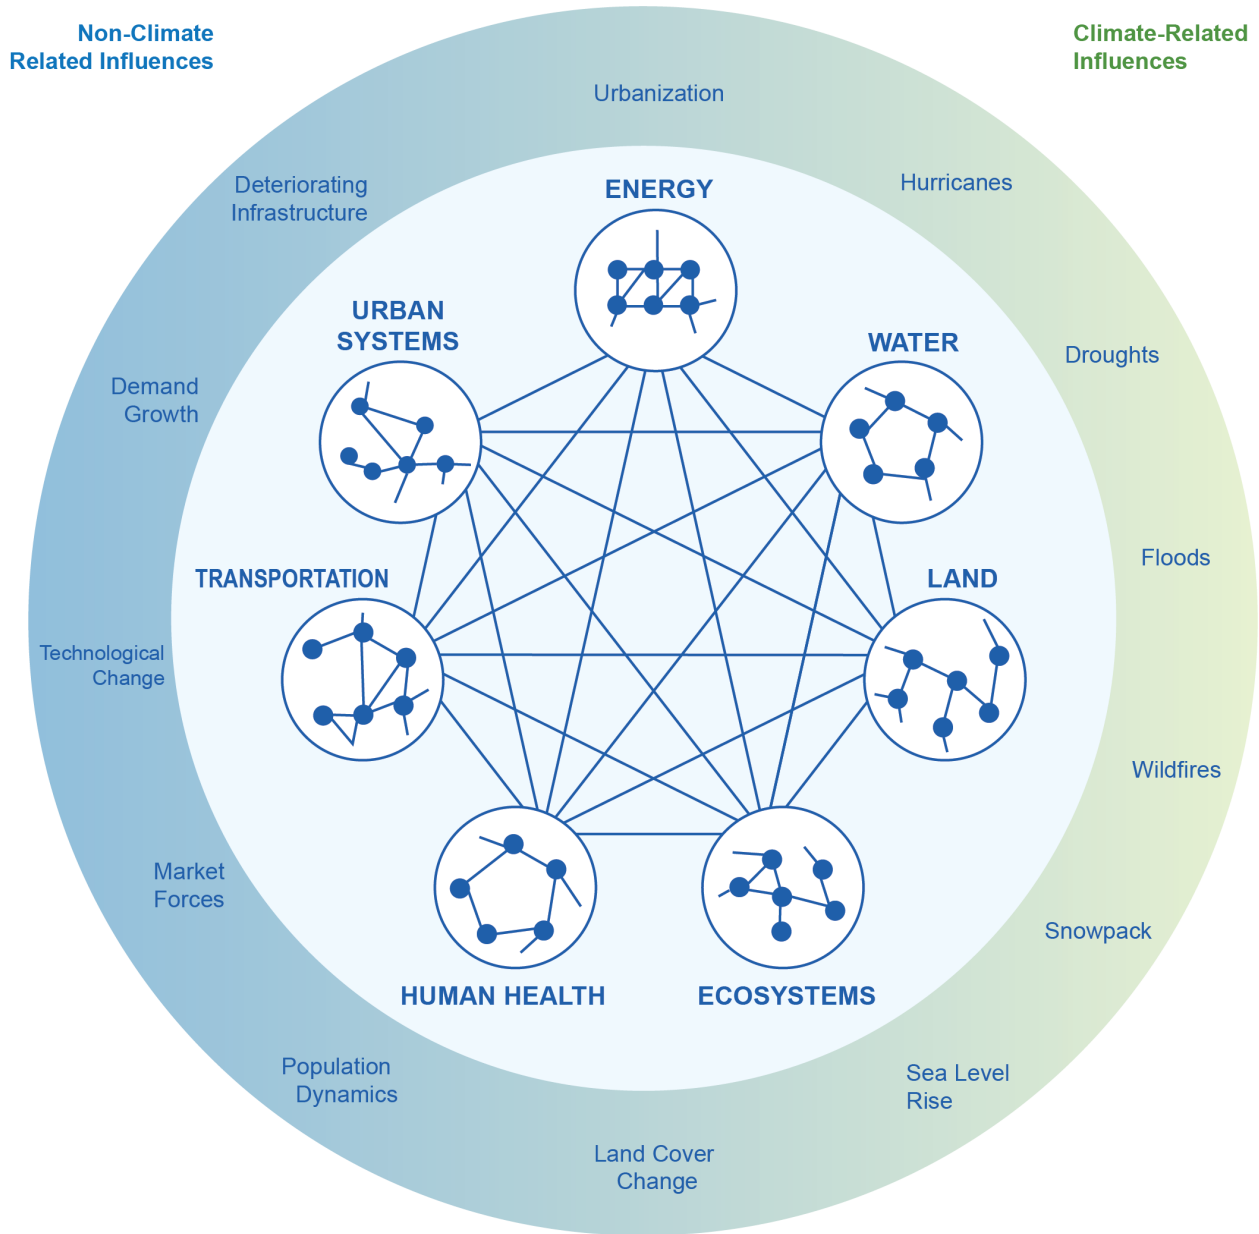 Non-Climate
Related Influences
Climate-Related
Influences
Urbanization
Deteriorating
Infrastructure
Hurricanes
ENERGY
URBAN
SYSTEMS
WATER
Droughts
Demand
Growth
Floods
TRANSPORTATION
LAND
Technological
Change
Wildfires
Market
Forces
Snowpack
HUMAN HEALTH
ECOSYSTEMS
Population
Dynamics
Sea Level
Rise
Land Cover
Change